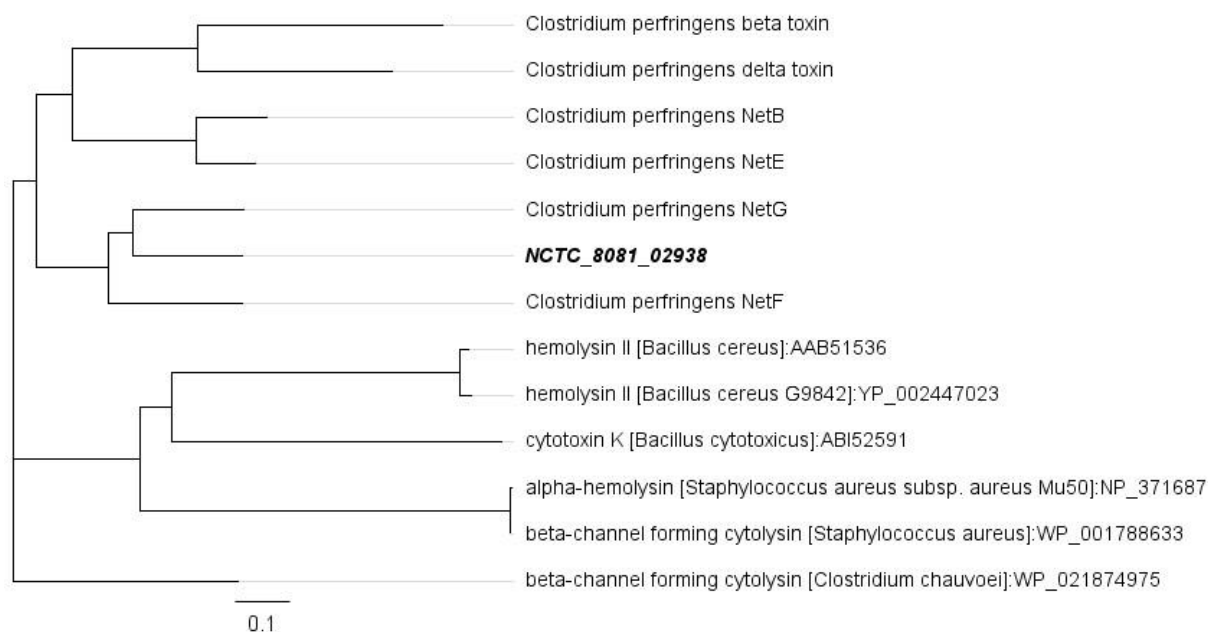 Clostridium perfringens beta toxin
Clostridium perfringens delta toxin
Clostridium perfringens NetB
Clostridium perfringens NetE
Clostridium perfringens NetG
NCTC_8081_02938
Clostridium perfringens NetF
hemolysin II [Bacillus cereus]:AAB51536
hemolysin II [Bacillus cereus G9842]:YP_002447023
cytotoxin K [Bacillus cytotoxicus]:ABI52591
alpha-hemolysin [Staphylococcus aureus subsp. aureus Mu50]:NP_371687
beta-channel forming cytolysin [Staphylococcus aureus]:WP_001788633
beta-channel forming cytolysin [Clostridium chauvoei]:WP_021874975
0.1